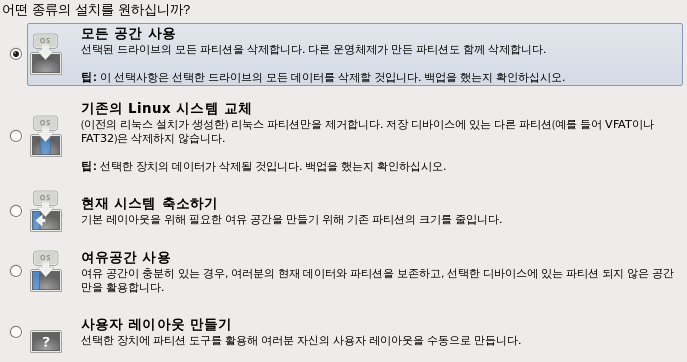 어떤 종류의 설치를 원하십니까?
OS
모든 공간 사용
선택된 드라이브의 모든 파티션을 삭제합니다. 다른 운영체제가 만든 파티션도 함께 삭제합니다.
팁: 이 선택사항은 선택한 드라이브의 모든 데이터를 삭제할 것입니다. 백업을 했는지 확인하십시오.
OS
기존의 Linux 시스템 교체
(이전의 리눅스 설치가 생성한) 리눅스 파티션만을 제거합니다. 저장 디바이스에 있는 다른 파티션(예를 들어 VFAT이나
FAT32)은 삭제하지 않습니다.
팁: 선택한 장치의 데이터가 삭제될 것입니다. 백업을 했는지 확인하십시오.
OS
현재 시스템 축소하기
기본 레이아웃을 위해 필요한 여유 공간을 만들기 위해 기존 파티션의 크기를 줄입니다.
OS
여유공간 사용
여유 공간이 충분히 있는 경우, 여러분의 현재 데이터와 파티션을 보존하고, 선택한 디바이스에 있는 파티션 되지 않은 공간
만을 활용합니다.
?
사용자 레이아웃 만들기
선택한 장치에 파티션 도구를 활용해 여러분 자신의 사용자 레이아웃을 수동으로 만듭니다.